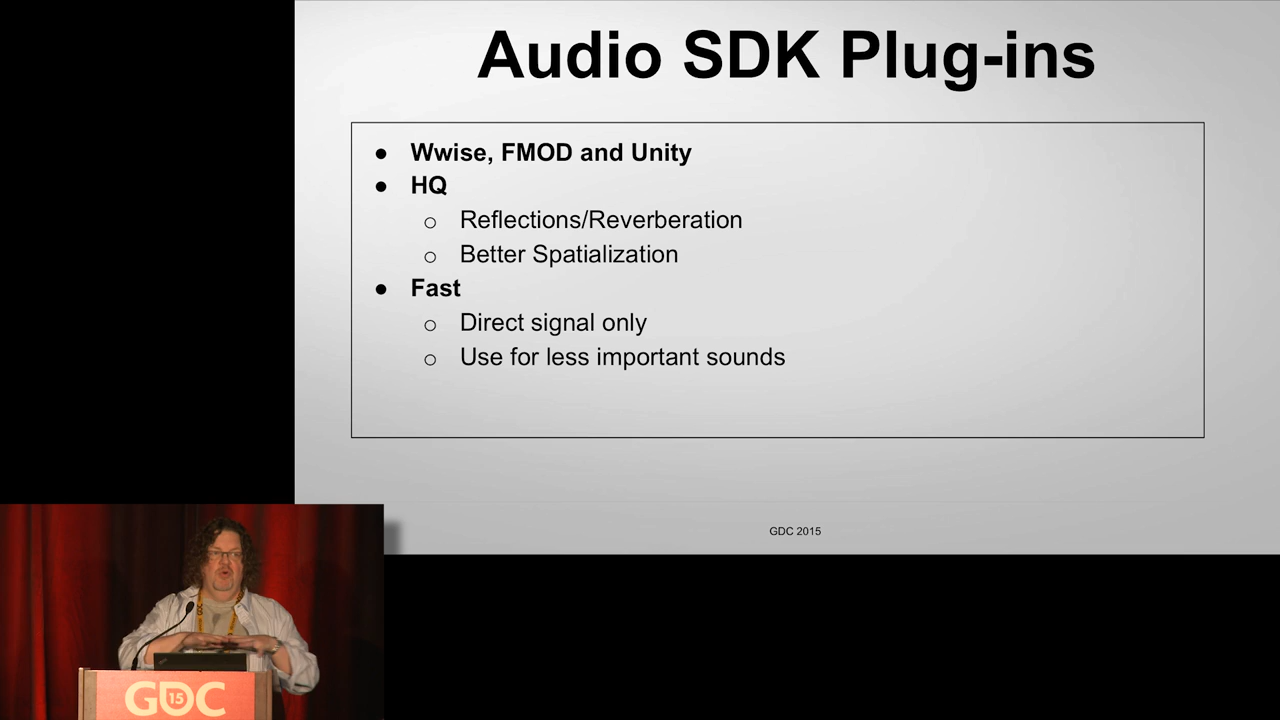 Audio SDK Plug-ins
● Wwise, FMOD and Unity
● HQ
○ Reflections/Reverberation
○ Better Spatialization
● Fast
○ Direct signal only
○ Use for less important sounds
GDC 2015
GDC
15